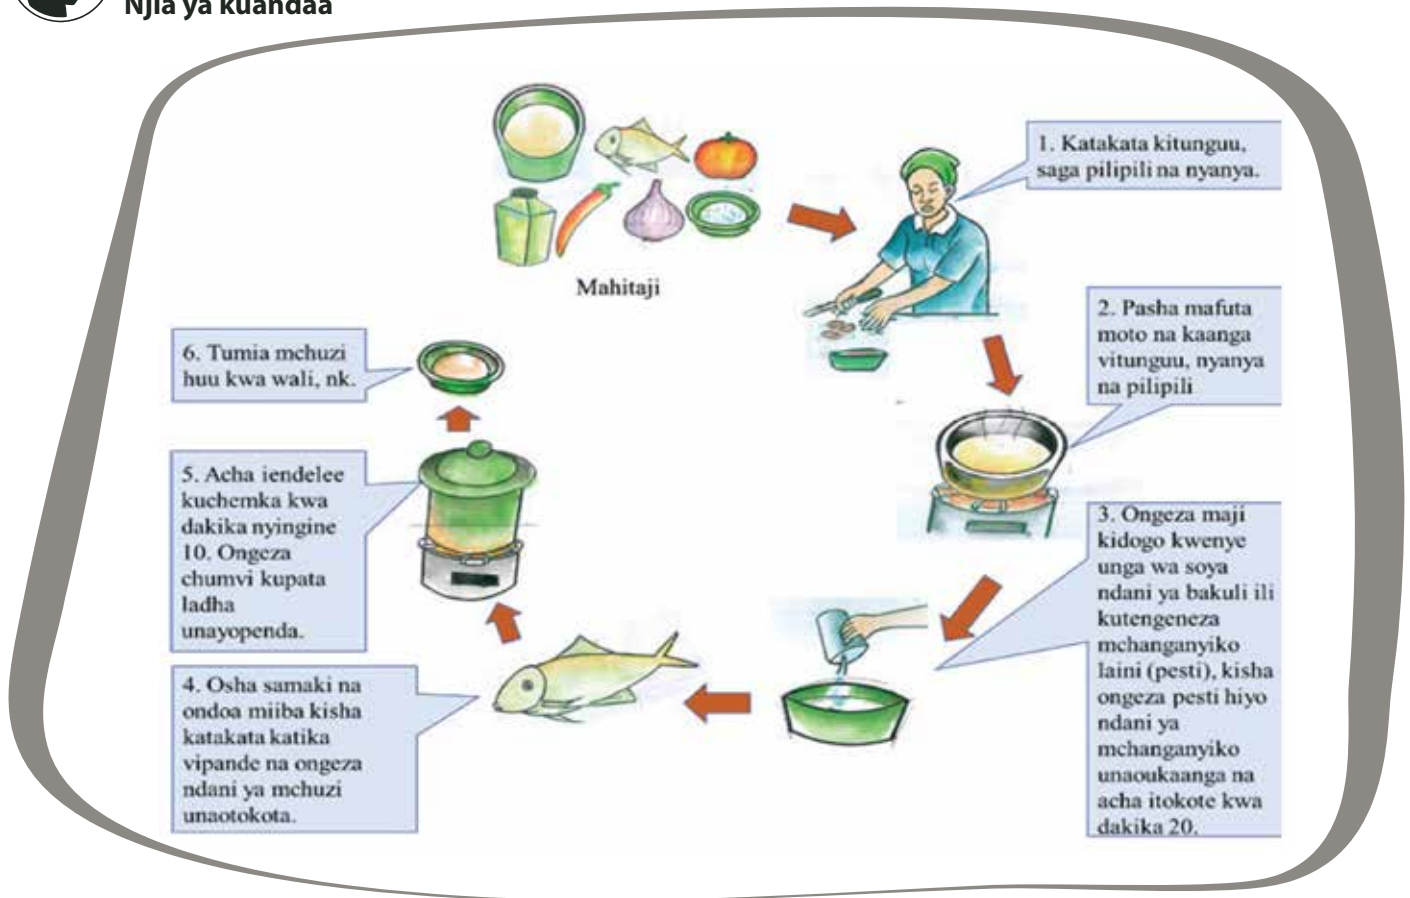 Njia ya kuandaa
Mahitaji
1. Katakata kitunguu,
saga pilipili na nyanya.
2. Pasha mafuta
moto na kaanga
vitunguu, nyanya
na pilipili
3. Ongeza maji
kidogo kwenye
unga wa soya
ndani ya bakuli ili
kutengeneza
mchanganyiko
laini (pesti), kisha
ongeza pesti hiyo
ndani ya
mchanganyiko
unaoukaanga na
acha itokote kwa
dakika 20.
4. Osha samaki na
ondoa miiba kisha
katakata katika
vipande na ongeza
ndani ya mchuzi
unaotokota.
5. Acha iendelee
kuchemka kwa
dakika nyingine
10. Ongeza
chumvi kupata
ladha
unayopenda.
6. Tumia mchuzi
huu kwa wali, nk.